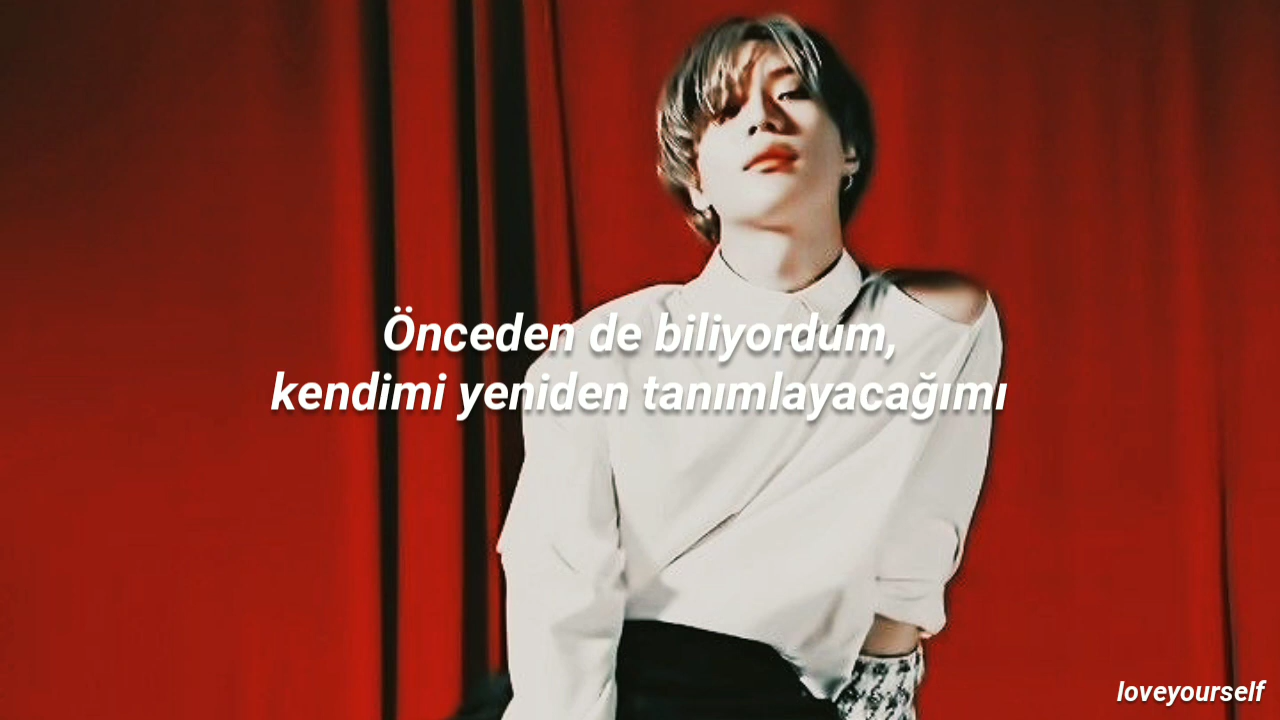 Önceden de biliyordum,
kendimi yeniden tanımlayacağımı
loveyourself